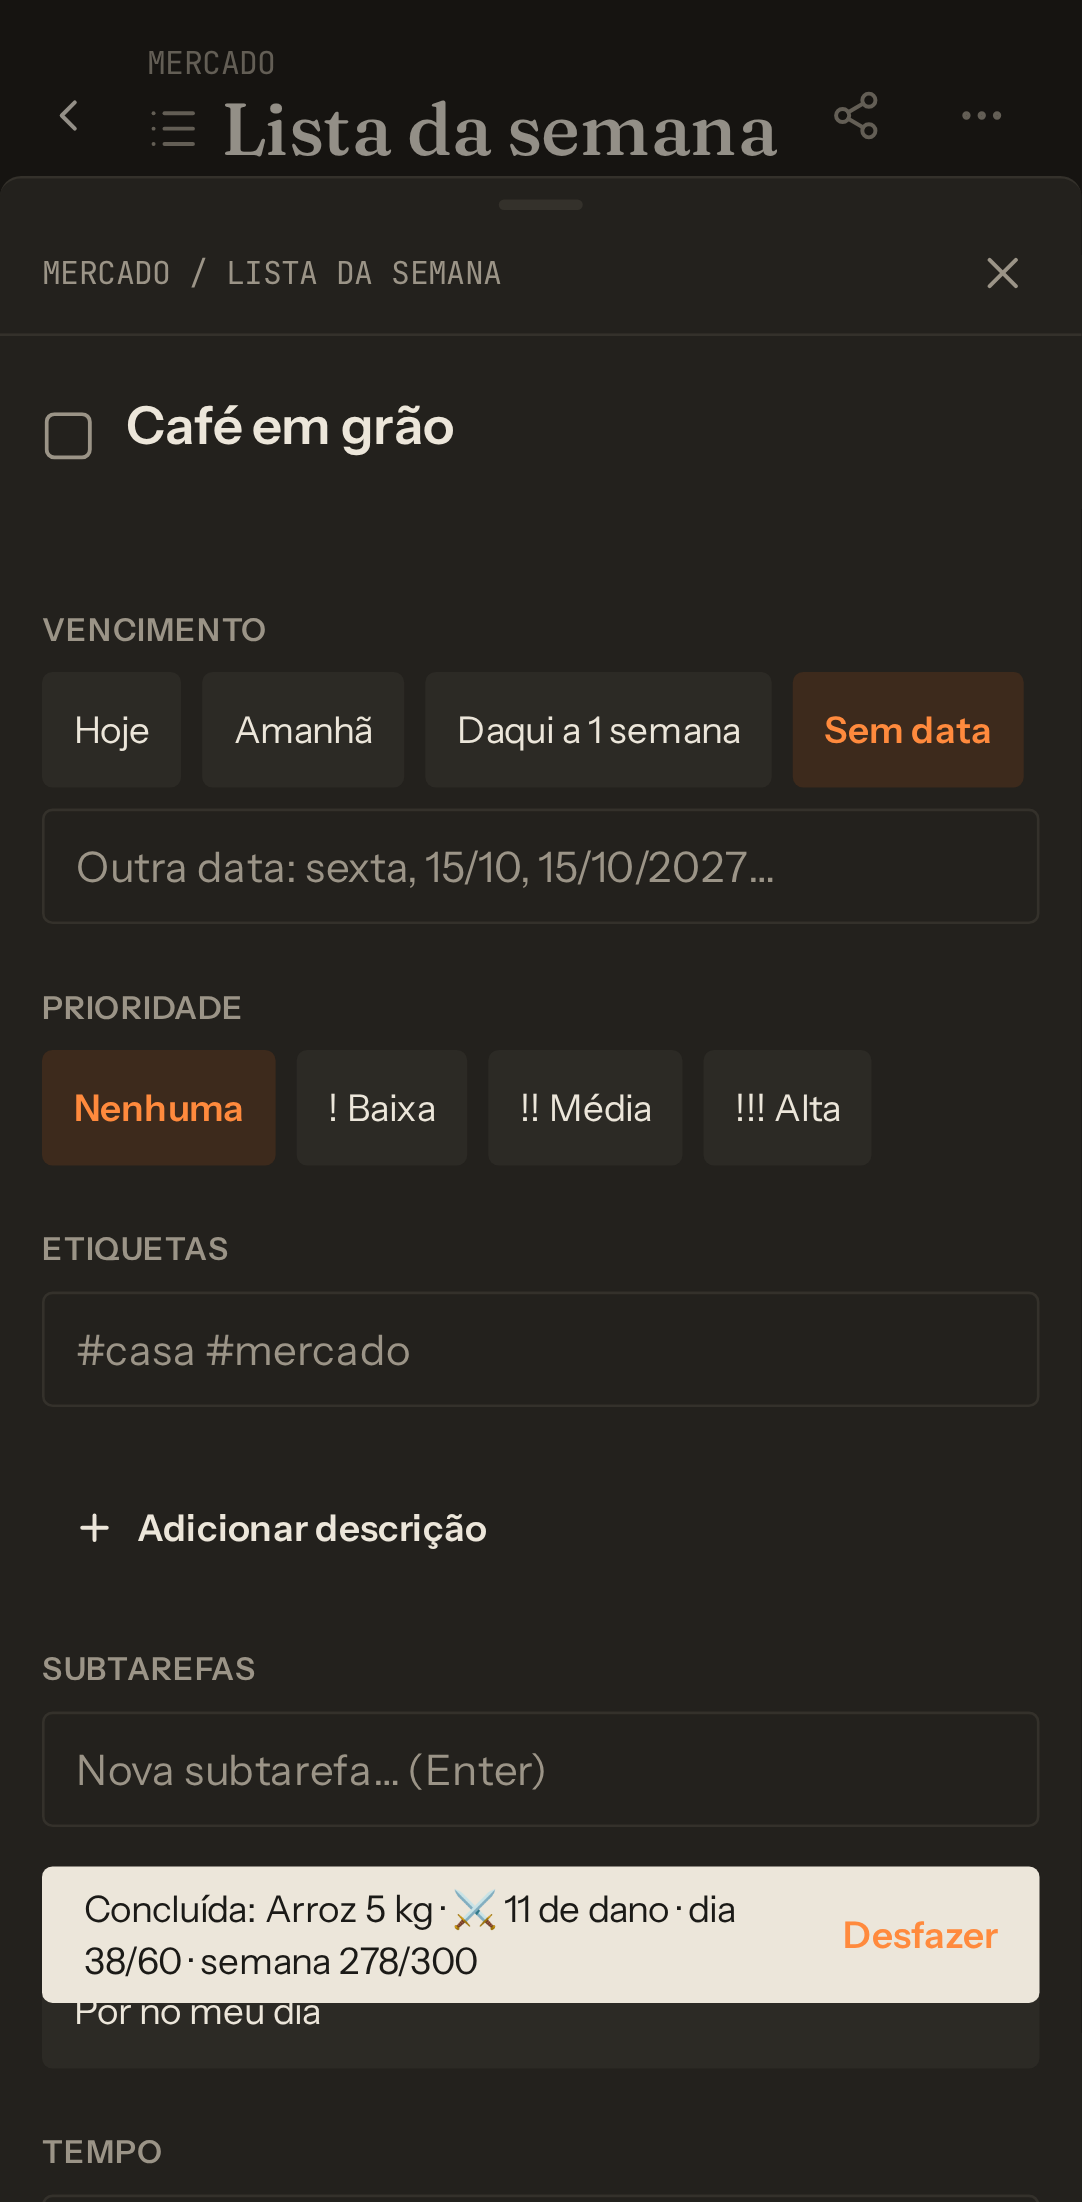 MERCADO
Lista da semana
MERCADO / LISTA DA SEMANA
Café em grão
VENCIMENTO
Hoje
Amanhã
Daqui a 1 semana
Sem data
Outra data: sexta, 15/10, 15/10/2027...
PRIORIDADE
Nenhuma
! Baixa
!! Média
!!! Alta
ETIQUETAS
#casa #mercado
+ Adicionar descrição
SUBTAREFAS
Nova subtarefa... (Enter)
Concluída: Arroz 5 kg · ⚔️ 11 de dano · dia
38/60 · semana 278/300
Desfazer
Por no meu dia
TEMPO